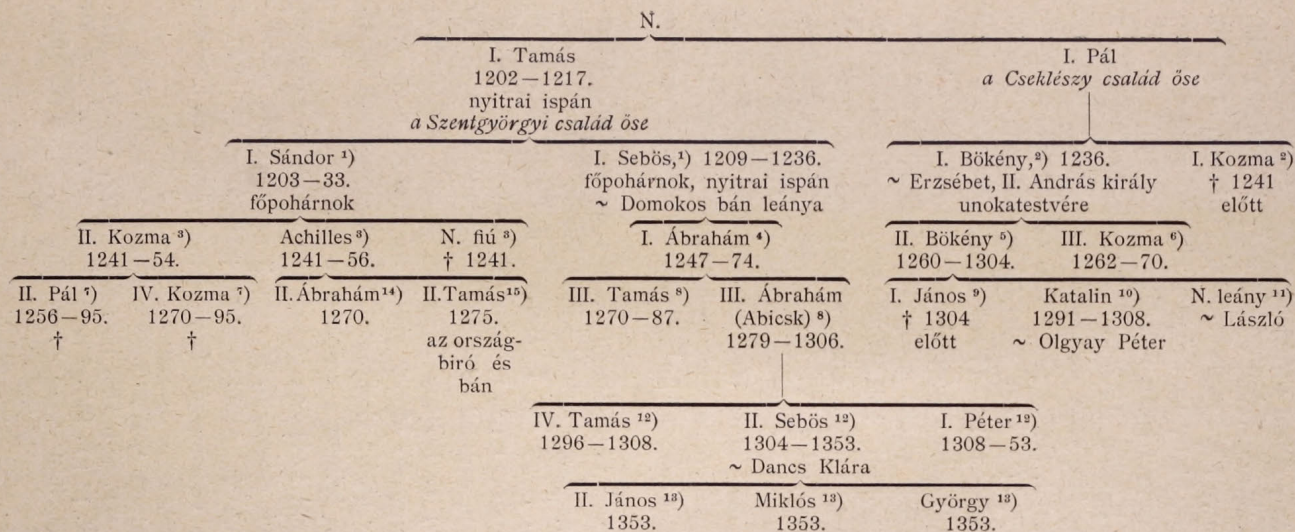 N.
I. Tamás I. Pál
1202—1217. a Cseklészy család őse
nyitrai ispán
a Szentgyörgyi család őse
I. Sándor ¹) I. Sebös,¹) 1209—1236. I. Bökény,²) 1236. I. Kozma ²)
1203—33. főpohárnok, nyitrai ispán ~ Erzsébet, II. András király † 1241
főpohárnok ~ Domokos bán leánya unokatestvére előtt
II. Kozma ³) Achilles ³) N. fiú ³) I. Ábrahám ⁴) II. Bökény ⁵) III. Kozma ⁶)
1241—54. 1241—56. † 1241. 1247—74. 1260—1304. 1262—70.
II. Pál ⁷) IV. Kozma ⁷) II. Ábrahám¹⁴) II. Tamás¹⁵) III. Tamás ⁸) III. Ábrahám I. János ⁹) Katalin ¹⁰) N. leány ¹¹)
1256—95. 1270—95. 1270. 1275. 1270—87. (Abicsk) ⁸) † 1304 1291—1308. ~ László
† † az ország- 1279—1306. előtt ~ Olgyay Péter
biró és
bán
IV. Tamás ¹²) II. Sebös ¹²) I. Péter ¹²)
1296—1308. 1304—1353. 1308—53.
~ Dancs Klára
II. János ¹³) Miklós ¹³) György ¹³)
1353. 1353. 1353.